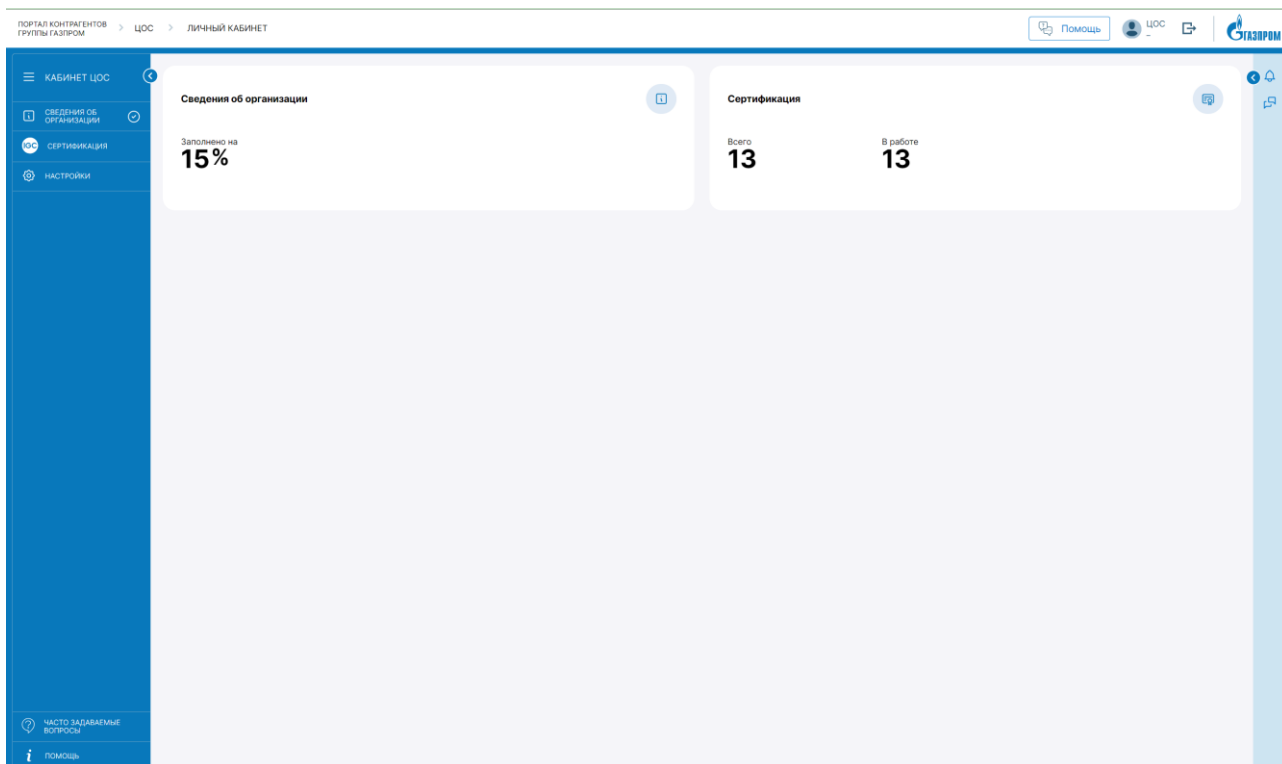 ПОРТАЛ КОНТРАГЕНТОВ
ГРУППЫ ГАЗПРОМ
ЦОС
ЛИЧНЫЙ КАБИНЕТ
Помощь
ЦОС
–
ГАЗПРОМ
КАБИНЕТ ЦОС
СВЕДЕНИЯ ОБ
ОРГАНИЗАЦИИ
IGC
СЕРТИФИКАЦИЯ
НАСТРОЙКИ
Сведения об организации
Заполнено на
15%
Сертификация
Всего
13
В работе
13
ЧАСТО ЗАДАВАЕМЫЕ
ВОПРОСЫ
ПОМОЩЬ